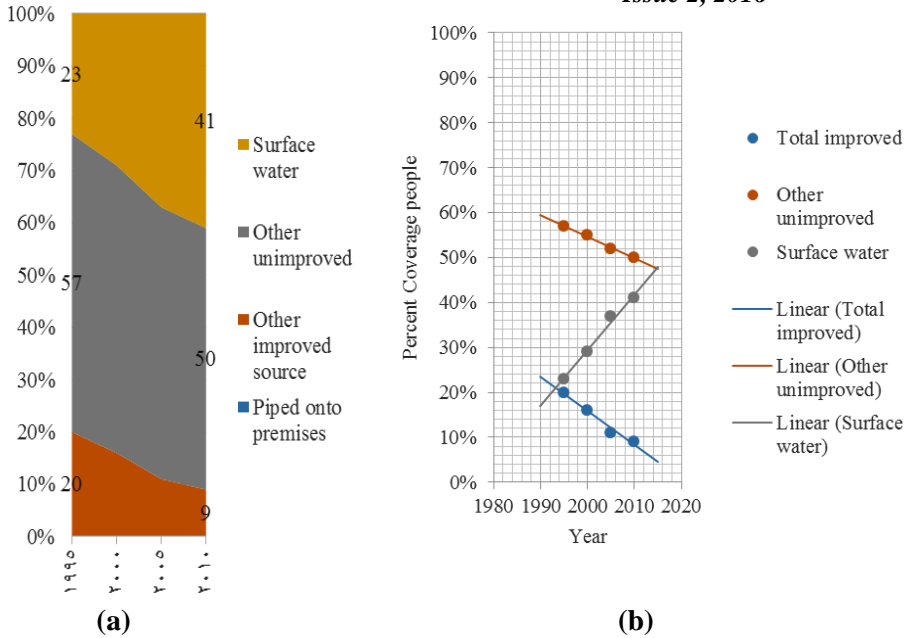 Issue 2, 2016
100%
90%
80%
70%
60%
50%
40%
30%
20%
10%
0%
23
41
57
50
20
9
١٩٩٥
٢٠٠٠
٢٠٠٥
٢٠١٠
Surface
water
Other
unimproved
Other
improved
source
Piped onto
premises
(a)
Percent Coverage people
100%
90%
80%
70%
60%
50%
40%
30%
20%
10%
0%
1980 1990 2000 2010 2020
Year
Total improved
Other
unimproved
Surface water
Linear (Total
improved)
Linear (Other
unimproved)
Linear (Surface
water)
(b)